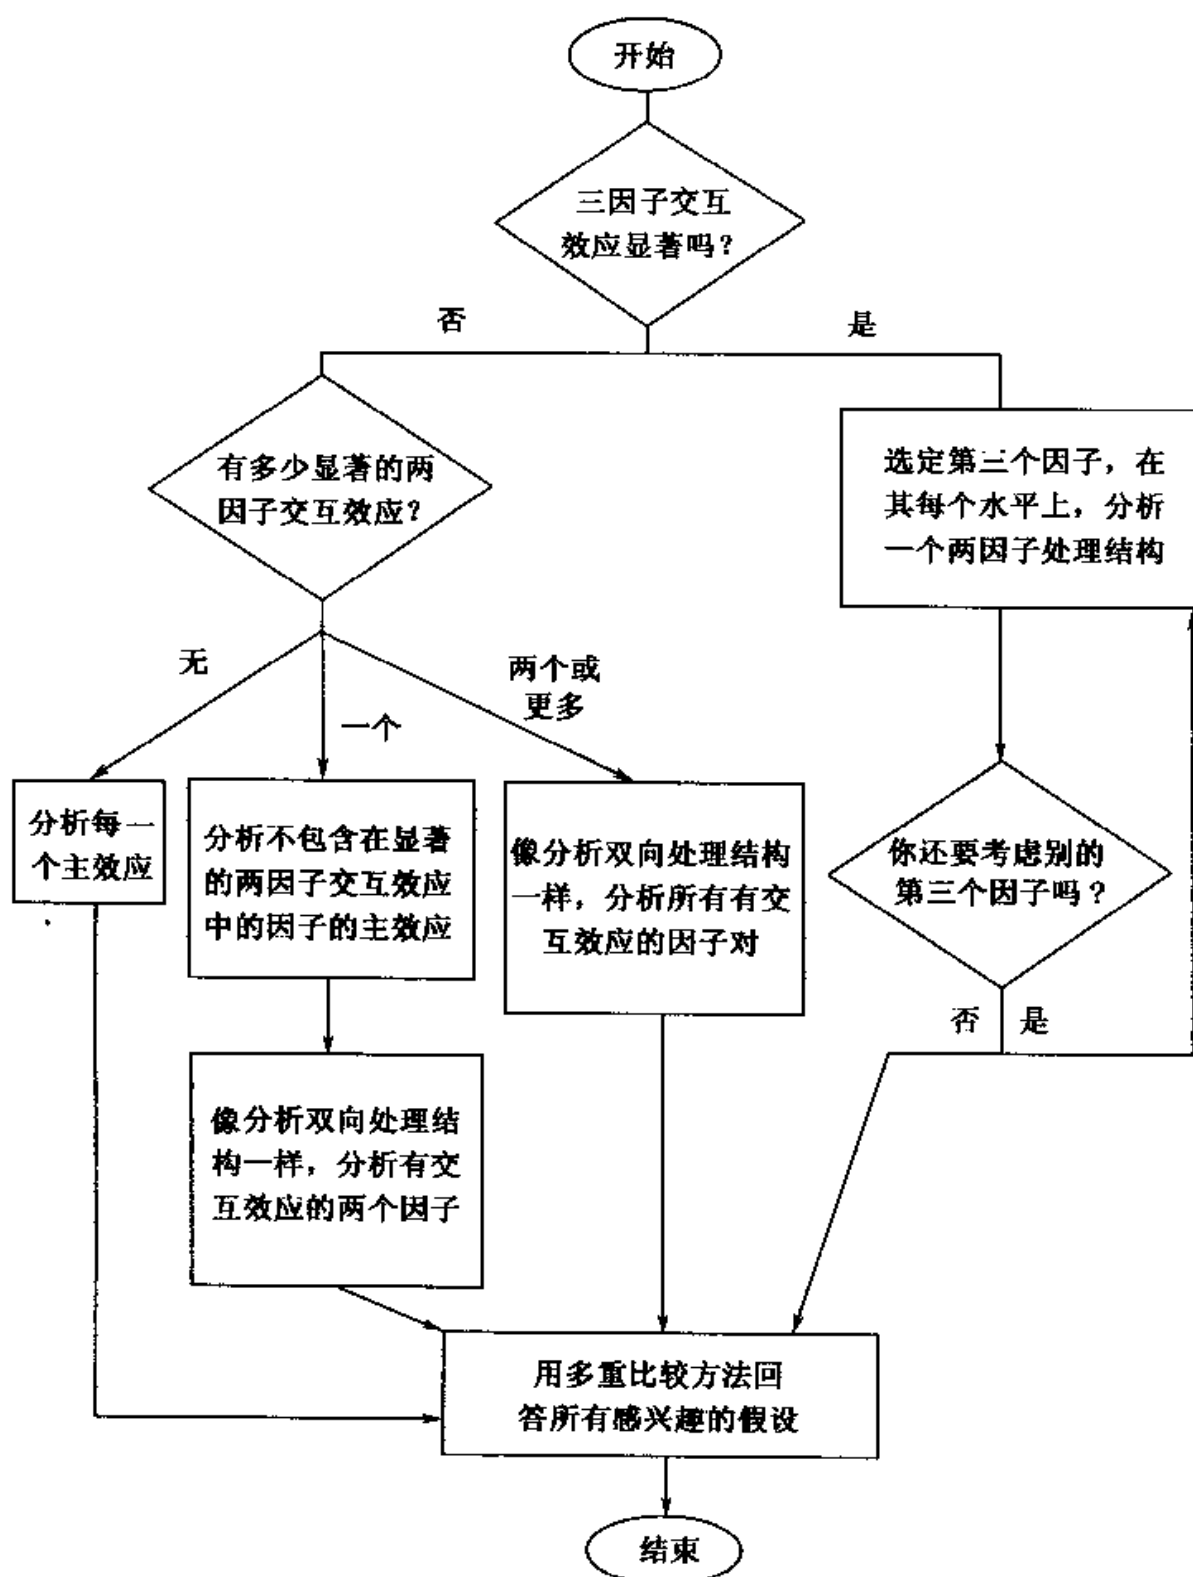 开始
三因子交互
效应显著吗?
否
是
有多少显著的两
因子交互效应?
选定第三个因子，在
其每个水平上，分析
一个两因子处理结构
无
一个
两个或
更多
分析每一
个主效应
分析不包含在显著
的两因子交互效应
中的因子的主效应
像分析双向处理结构
一样，分析所有有交
互效应的因子对
你还要考虑别的
第三个因子吗?
否
是
像分析双向处理结
构一样，分析有交
互效应的两个因子
用多重比较方法回
答所有感兴趣的假设
结束